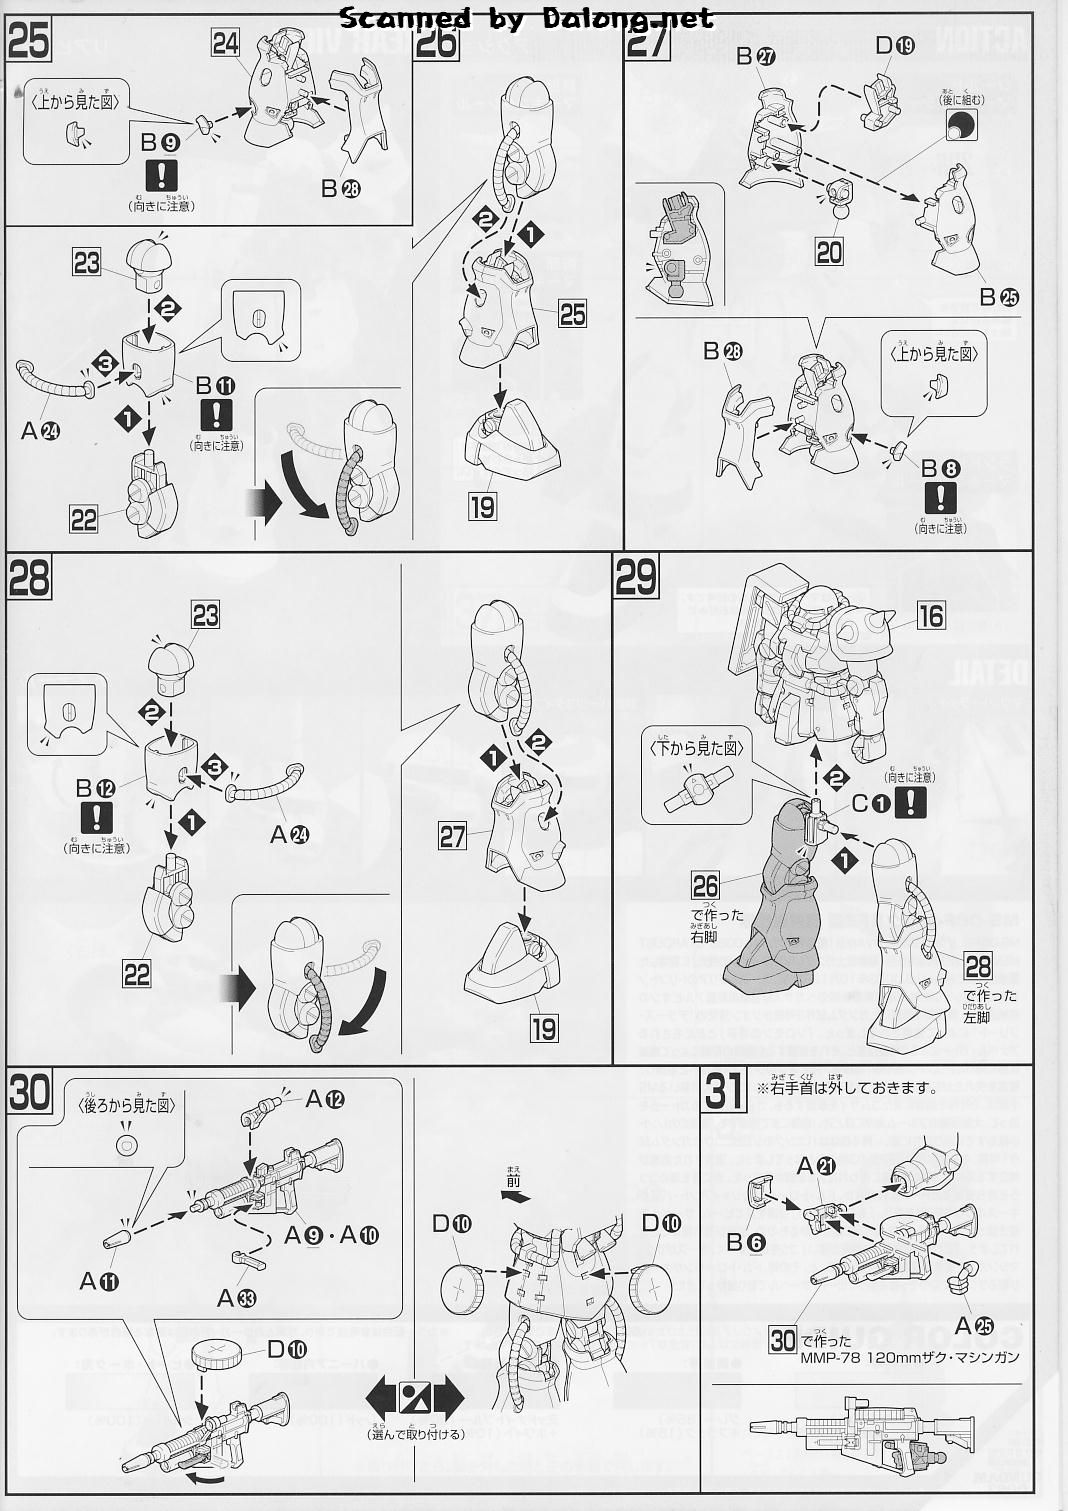 Scanned by Dalong.net
25
24
〈上から見た図〉
B9
!
(向きに注意)
B28
23
2
3
B11
!
(向きに注意)
A24
1
22
26
2
1
25
19
27
B27
D19
(後に組む)
20
B25
B28
〈上から見た図〉
B8
!
(向きに注意)
28
23
2
B12
!
(向きに注意)
3
A24
1
22
1
2
27
19
29
16
〈下から見た図〉
2
(向きに注意)
C1
!
1
26
で作った
右脚
28
で作った
左脚
30
〈後ろから見た図〉
A12
A9・A10
A11
A33
D10
前
D10
D10
(選んで取り付ける)
31
※右手首は外しておきます。
A21
B6
A25
30
で作った
MMP-78 120mmザク・マシンガン